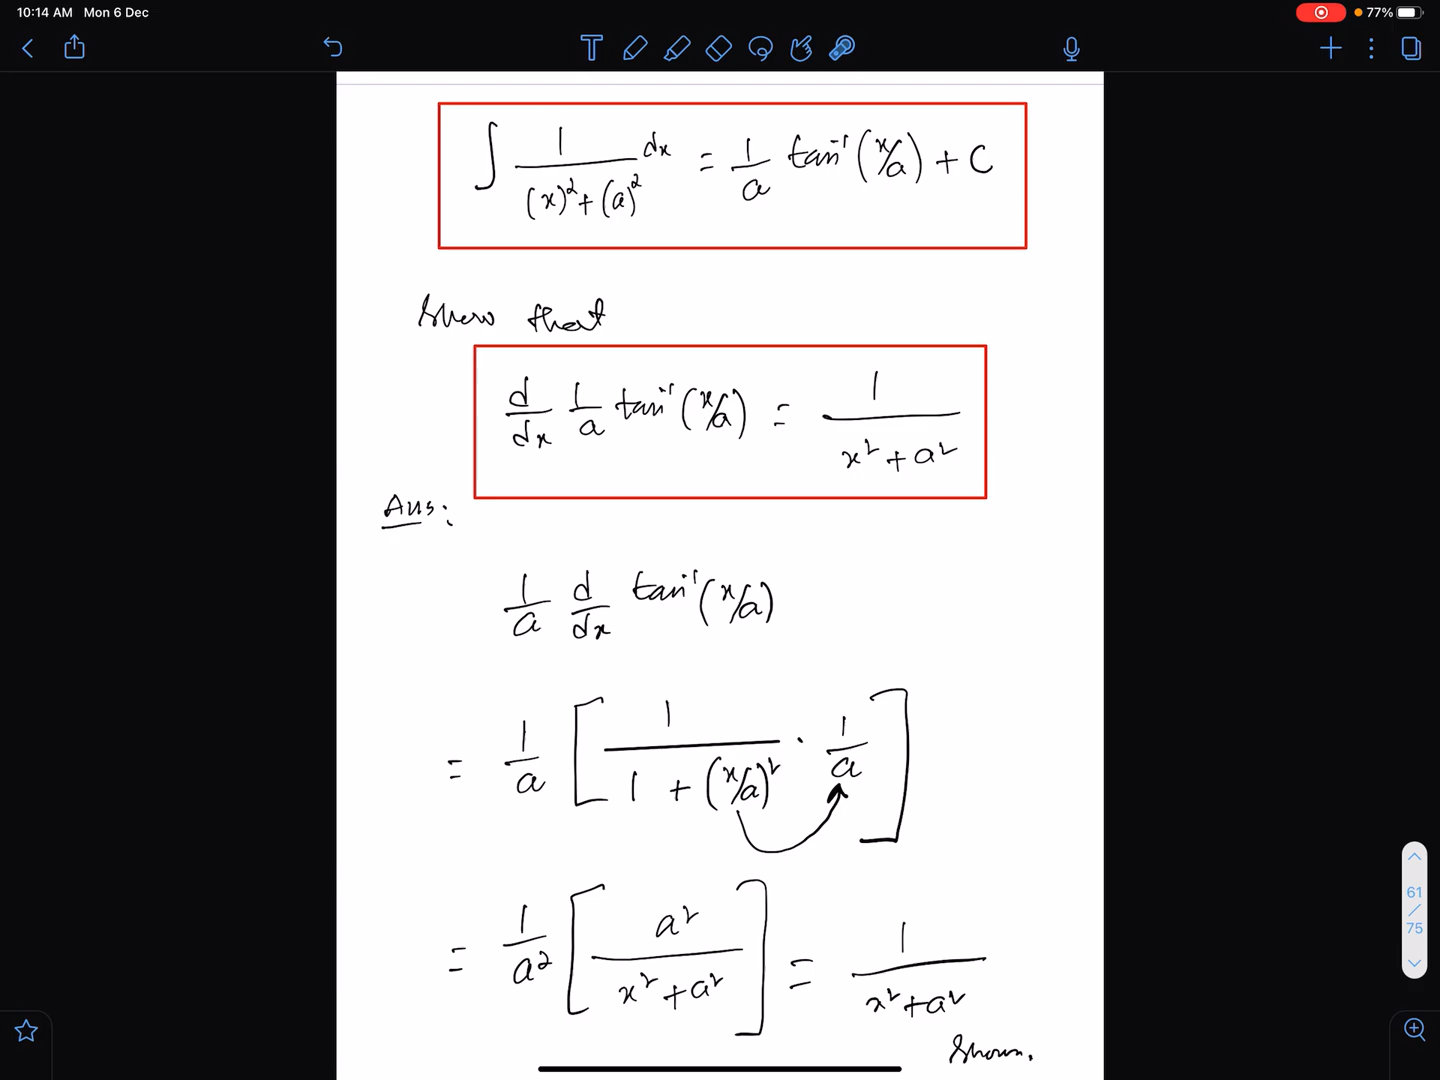 10:14 AM Mon 6 Dec
77%
∫ 1/((x)²+(a)²) dx = 1/a tan⁻¹(x/a) + C
Show that
d/dx 1/a tan⁻¹(x/a) = 1/(x²+a²)
Ans:
1/a d/dx tan⁻¹(x/a)
= 1/a [ 1/(1+(x/a)²) · 1/a ]
= 1/a² [ a²/(x²+a²) ] = 1/(x²+a²)
Shown.
61
/
75